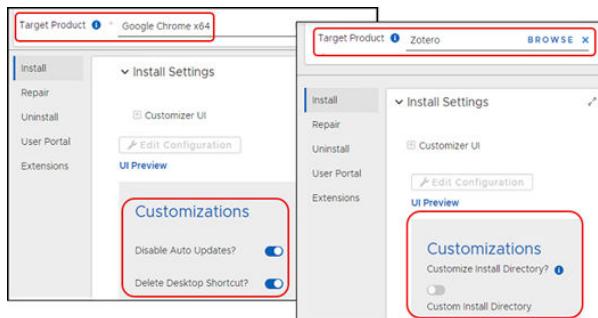 Target Product * Google Chrome x64
Install
Repair
Uninstall
User Portal
Extensions
Install Settings
Customizer UI
Edit Configuration
UI Preview
Customizations
Disable Auto Updates?
Delete Desktop Shortcut?
Target Product Zotero BROWSE ×
Install
Repair
Uninstall
User Portal
Extensions
Install Settings
Customizer UI
Edit Configuration
UI Preview
Customizations
Customize Install Directory?
Custom Install Directory